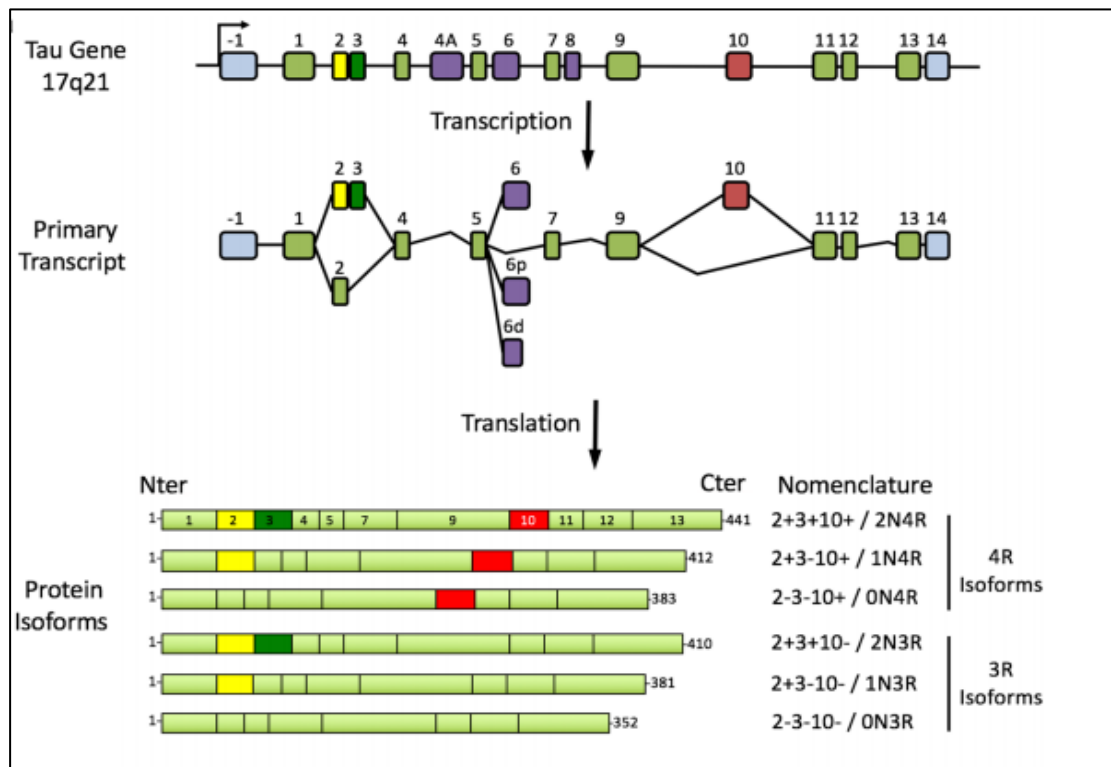 Tau Gene
17q21
-1 1 2 3 4 4A 5 6 7 8 9 10 11 12 13 14
Transcription
Primary
Transcript
2 3 6 10
-1 1 4 5 7 9 11 12 13 14
2 6p
6d
Translation
Nter Cter Nomenclature
Protein
Isoforms
1- 1 2 3 4 5 7 9 10 11 12 13 -441 2+3+10+ / 2N4R
1- -412 2+3-10+ / 1N4R
1- -383 2-3-10+ / 0N4R
4R
Isoforms
1- -410 2+3+10- / 2N3R
1- -381 2+3-10- / 1N3R
1- -352 2-3-10- / 0N3R
3R
Isoforms